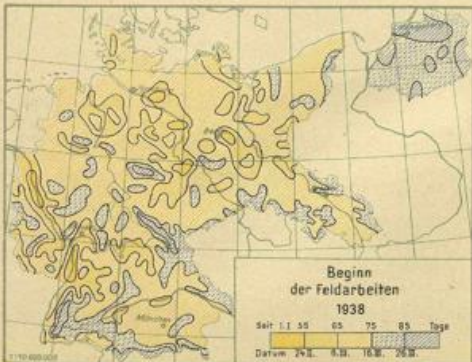 Beginn
der Feldarbeiten
1938
Seit 1.I 55 65 75 85 Tage
Datum 24.II. 6.III. 16.III. 26.III.
München